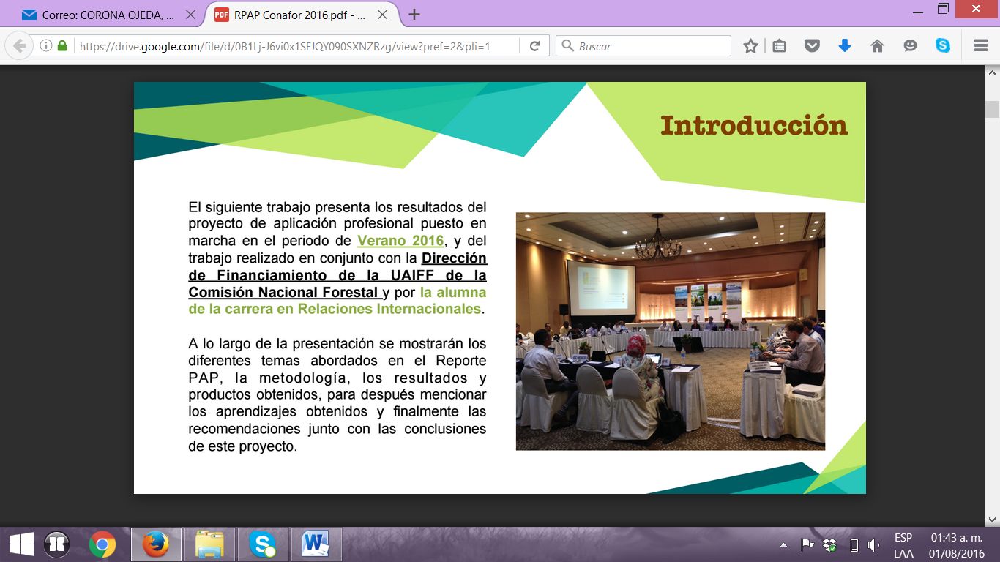 Correo: CORONA OJEDA, ...
RPAP Conafor 2016.pdf - ...
https://drive.google.com/file/d/0B1Lj-J6vi0x1SFJQY090SXNZRzg/view?pref=2&pli=1
Buscar
Introducción
El siguiente trabajo presenta los resultados del
proyecto de aplicación profesional puesto en
marcha en el periodo de Verano 2016, y del
trabajo realizado en conjunto con la Dirección
de Financiamiento de la UAIFF de la
Comisión Nacional Forestal y por la alumna
de la carrera en Relaciones Internacionales.
A lo largo de la presentación se mostrarán los
diferentes temas abordados en el Reporte
PAP, la metodología, los resultados y
productos obtenidos, para después mencionar
los aprendizajes obtenidos y finalmente las
recomendaciones junto con las conclusiones
de este proyecto.
ESP
LAA
01:43 a. m.
01/08/2016